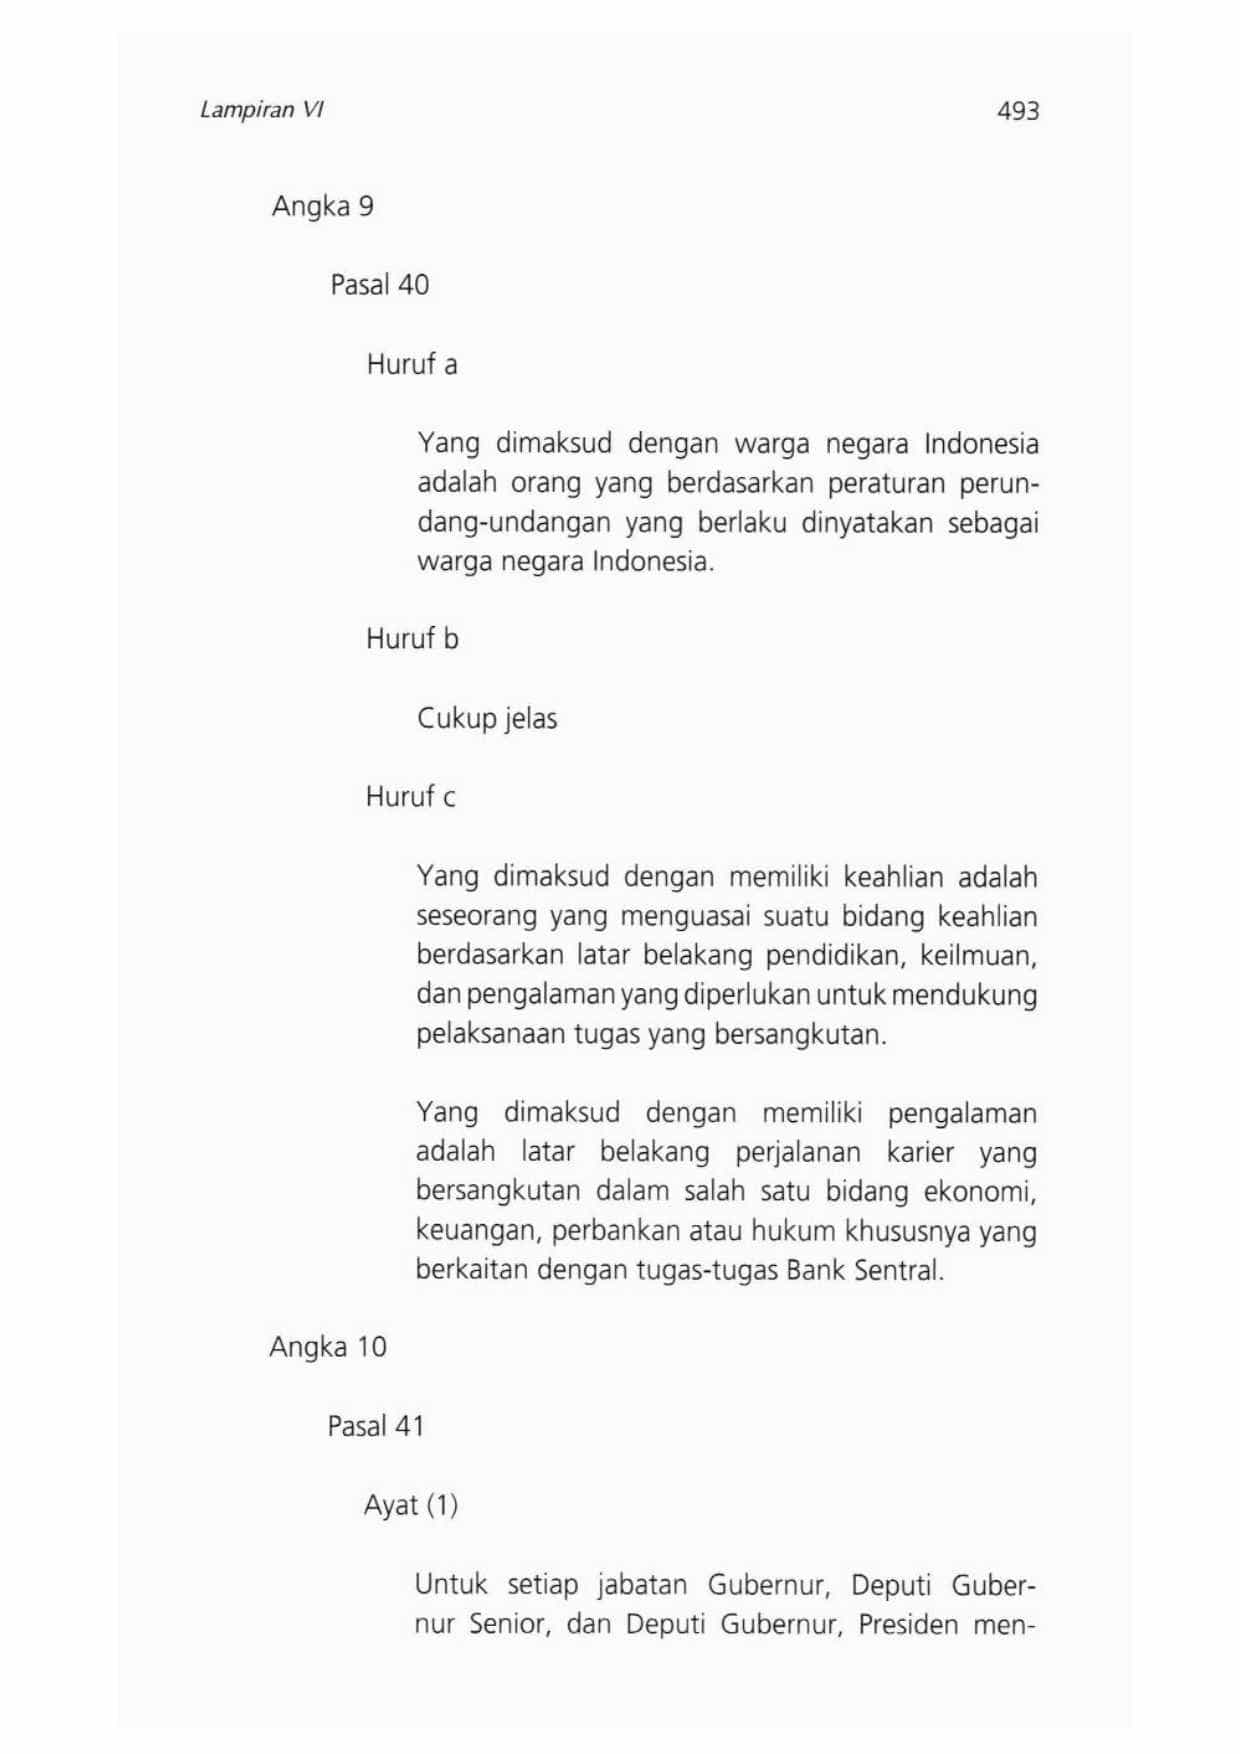 Lampiran VI
493
Angka 9
Pasal 40
Huruf a
Yang dimaksud dengan warga negara Indonesia
adalah orang yang berdasarkan peraturan perun-
dang-undangan yang berlaku dinyatakan sebagai
warga negara Indonesia.
Huruf b
Cukup jelas
Huruf c
Yang dimaksud dengan memiliki keahlian adalah
seseorang yang menguasai suatu bidang keahlian
berdasarkan latar belakang pendidikan, keilmuan,
dan pengalaman yang diperlukan untuk mendukung
pelaksanaan tugas yang bersangkutan.
Yang dimaksud dengan memiliki pengalaman
adalah latar belakang perjalanan karier yang
bersangkutan dalam salah satu bidang ekonomi,
keuangan, perbankan atau hukum khususnya yang
berkaitan dengan tugas-tugas Bank Sentral.
Angka 10
Pasal 41
Ayat (1)
Untuk setiap jabatan Gubernur, Deputi Guber-
nur Senior, dan Deputi Gubernur, Presiden men-